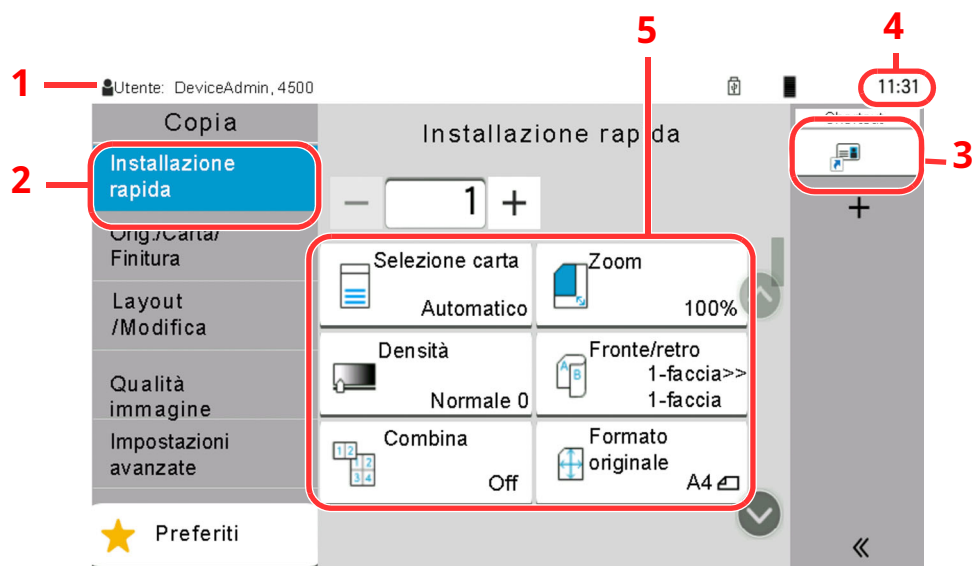 5
4
1
Utente: DeviceAdmin, 4500
11:31
Copia
Installazione rapida
2
Installazione
rapida
3
1
Orig./Carta/
Finitura
Layout
/Modifica
Qualità
immagine
Impostazioni
avanzate
Preferiti
Selezione carta
Automatico
Zoom
100%
Densità
Normale 0
Fronte/retro
1-faccia>>
1-faccia
Combina
Off
Formato
originale
A4